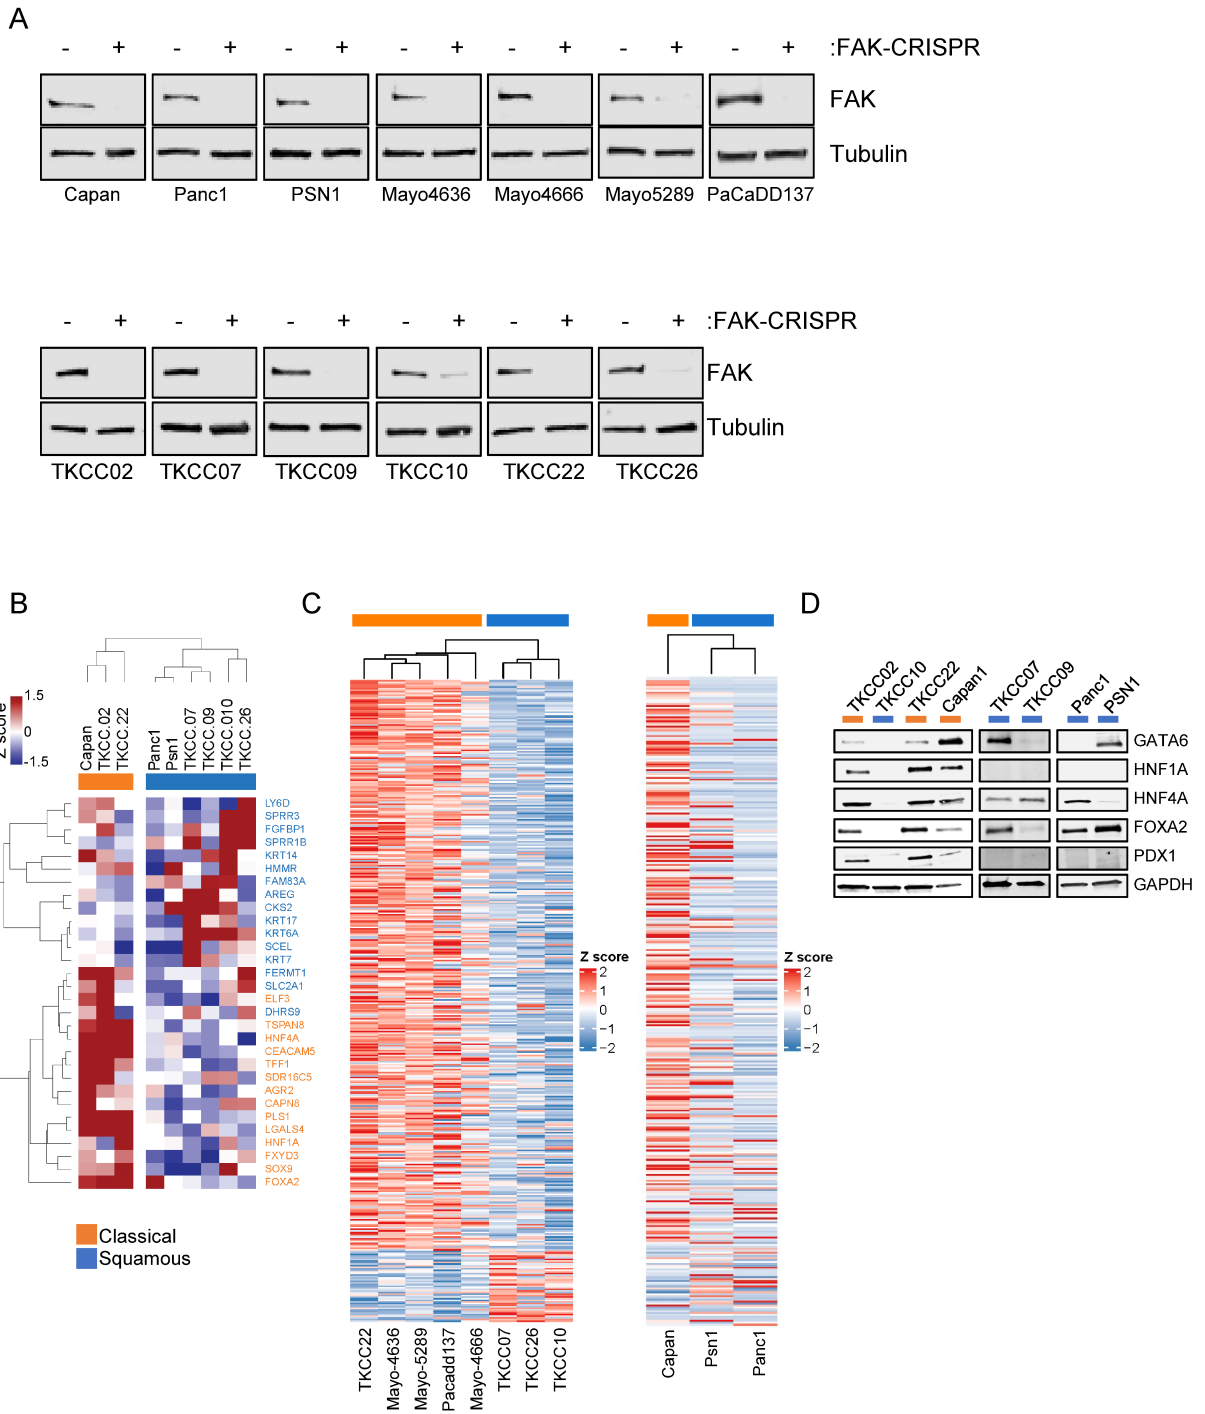 A
- + - + - + - + - + - + - + :FAK-CRISPR
FAK
Tubulin
Capan Panc1 PSN1 Mayo4636 Mayo4666 Mayo5289 PaCaDD137
- + - + - + - + - + - + :FAK-CRISPR
FAK
Tubulin
TKCC02 TKCC07 TKCC09 TKCC10 TKCC22 TKCC26
B
1.5
0
-1.5
Z score
Capan
TKCC.02
TKCC.22
Panc1
Psn1
TKCC.07
TKCC.09
TKCC.010
TKCC.26
LY6D
SPRR3
FGFBP1
SPRR1B
KRT14
HMMR
FAM83A
AREG
CKS2
KRT17
KRT6A
SCEL
KRT7
FERMT1
SLC2A1
ELF3
DHRS9
TSPAN8
HNF4A
CEACAM5
TFF1
SDR16C5
AGR2
CAPN8
PLS1
LGALS4
HNF1A
FXYD3
SOX9
FOXA2
Classical
Squamous
C
Z score
2
1
0
-1
-2
TKCC22
Mayo-4636
Mayo-5289
Pacadd137
Mayo-4666
TKCC07
TKCC26
TKCC10
Z score
2
1
0
-1
-2
Capan
Psn1
Panc1
D
TKCC02
TKCC10
TKCC22
Capan1
TKCC07
TKCC09
Panc1
PSN1
GATA6
HNF1A
HNF4A
FOXA2
PDX1
GAPDH